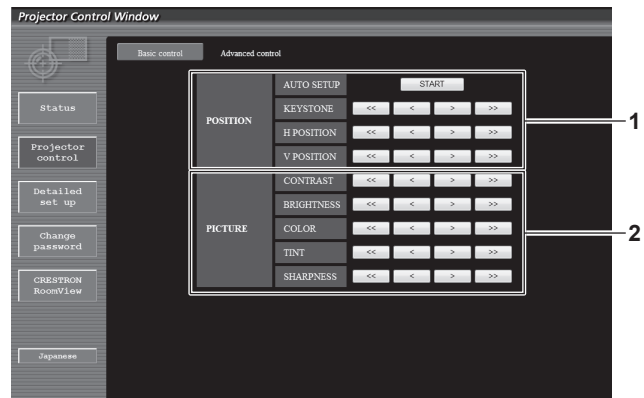 Projector Control Window
Basic control Advanced control
AUTO SETUP START
Status KEYSTONE << < > >> 1
POSITION
H POSITION << < > >>
Projector
control
V POSITION << < > >>
CONTRAST << < > >>
Detailed
set up
BRIGHTNESS << < > >>
PICTURE COLOR << < > >> 2
Change
password
TINT << < > >>
SHARPNESS << < > >>
CRESTRON
RoomView
Japanese